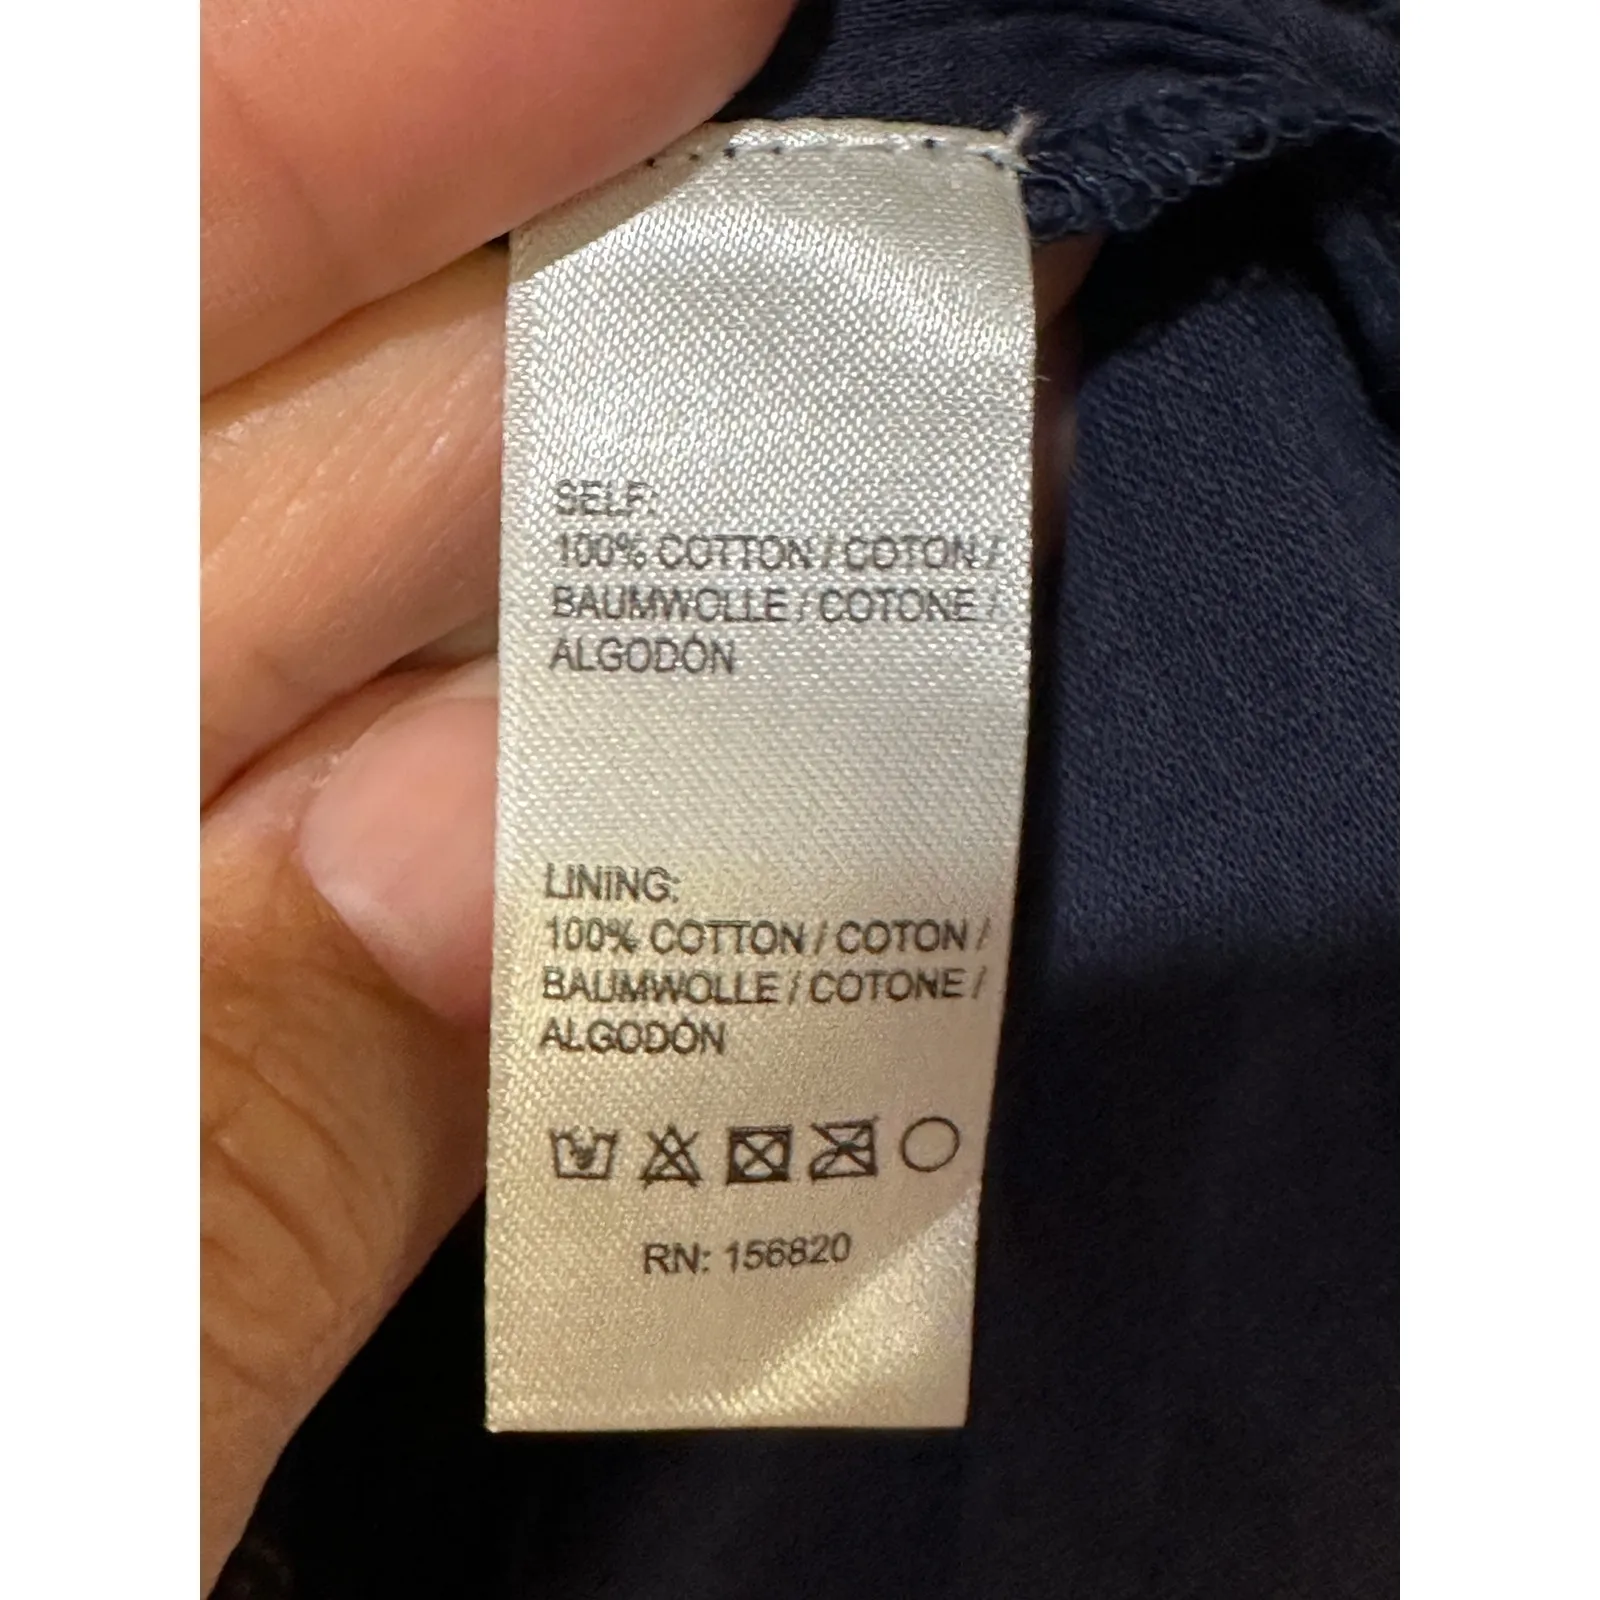 SELF:
100% COTTON / COTON /
BAUMWOLLE / COTONE /
ALGODÓN
LINING:
100% COTTON / COTON /
BAUMWOLLE / COTONE /
ALGODÓN
RN: 156820